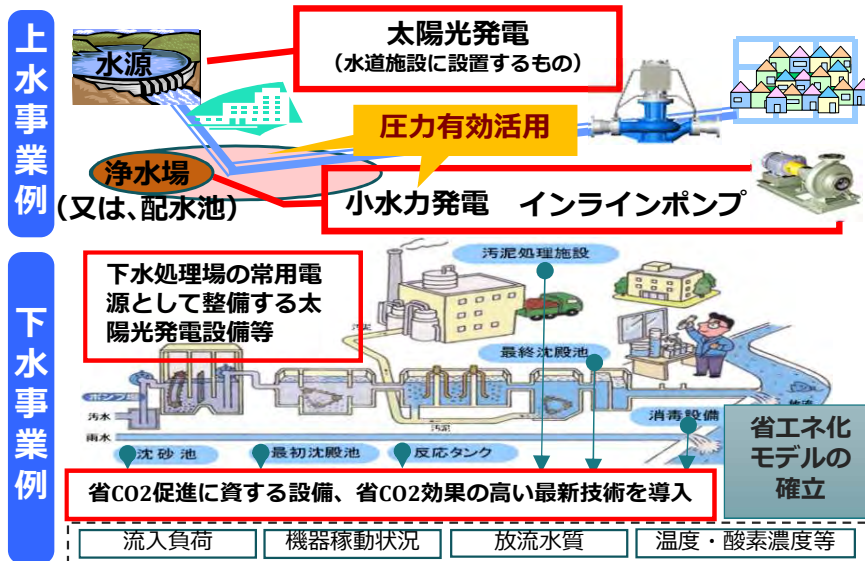 上水事業例
太陽光発電
（水道施設に設置するもの）
水源
圧力有効活用
浄水場
（又は、配水池）
小水力発電　インラインポンプ
下水事業例
下水処理場の常用電
源として整備する太
陽光発電設備等
汚泥処理施設
汚泥
最終沈殿池
ポンプ場
汚水
雨水
汚泥
消毒設備
放流
沈砂池
最初沈殿池
反応タンク
省エネ化
モデルの
確立
省CO2促進に資する設備、省CO2効果の高い最新技術を導入
流入負荷
機器稼動状況
放流水質
温度・酸素濃度等